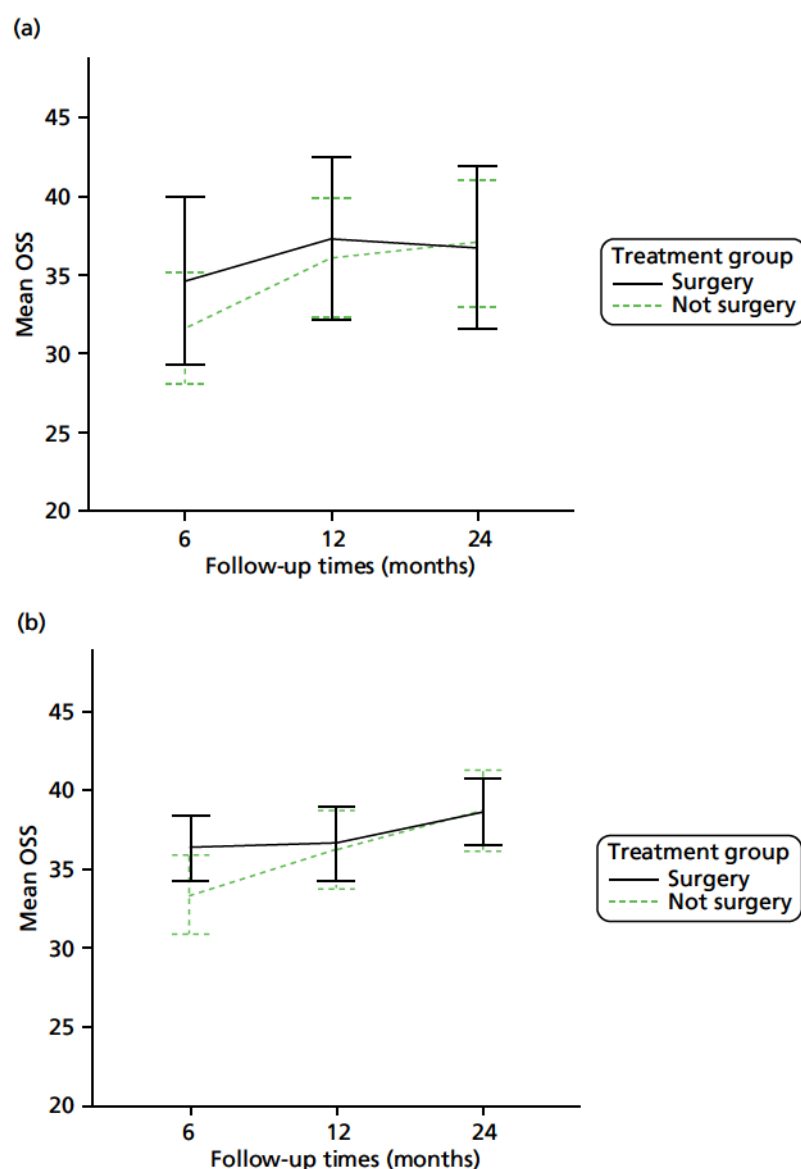 (a)
45
40
35
30
25
20
Mean OSS
6 12 24
Follow-up times (months)
Treatment group
Surgery
Not surgery
(b)
45
40
35
30
25
20
Mean OSS
6 12 24
Follow-up times (months)
Treatment group
Surgery
Not surgery